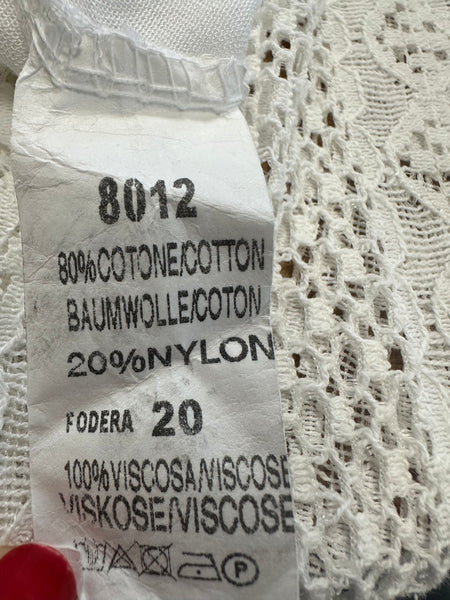 8012
80%COTONE/COTTON
BAUMWOLLE/COTON
20%NYLON
FODERA 20
100%VISCOSA/VISCOSE
VISKOSE/VISCOSE
P